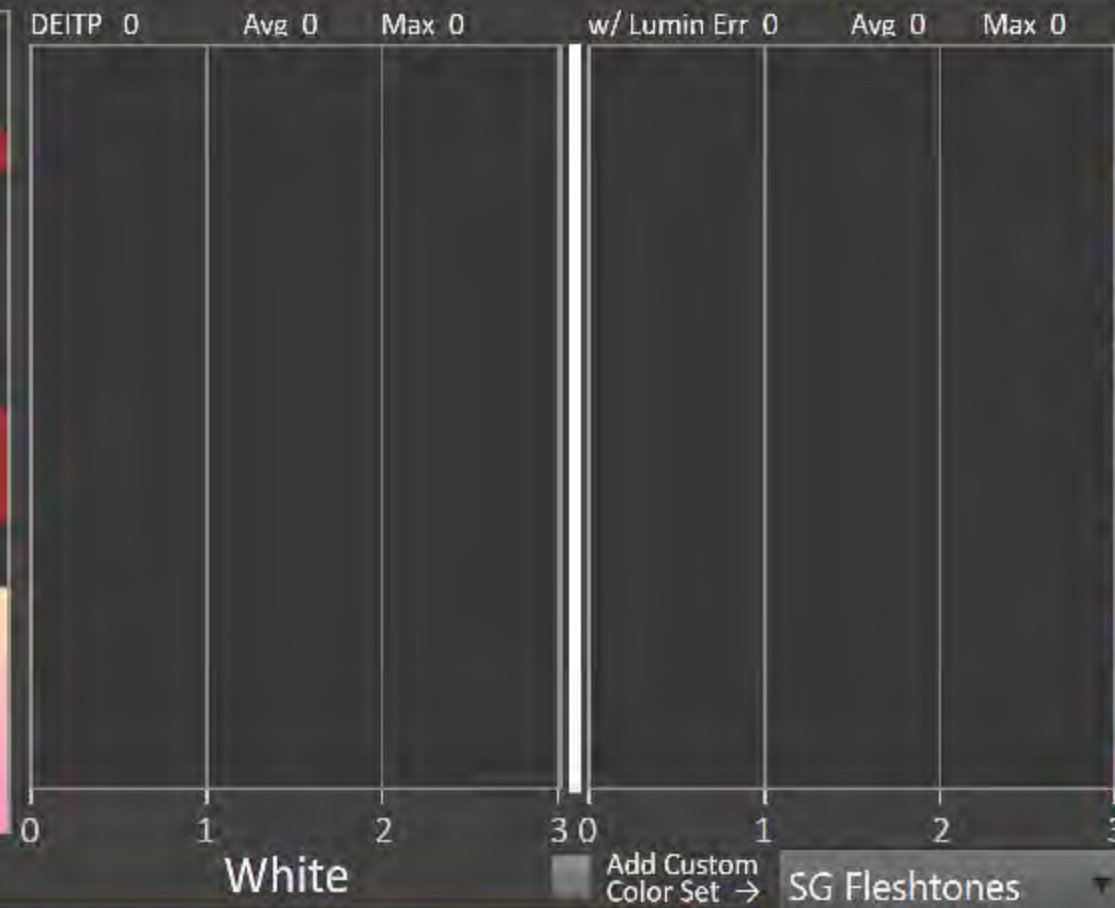 DEITP 0 Avg 0 Max 0 w/ Lumin Err 0 Avg 0 Max 0
0 1 2 3 0 1 2 3
White
Add Custom
Color Set →
SG Fleshtones